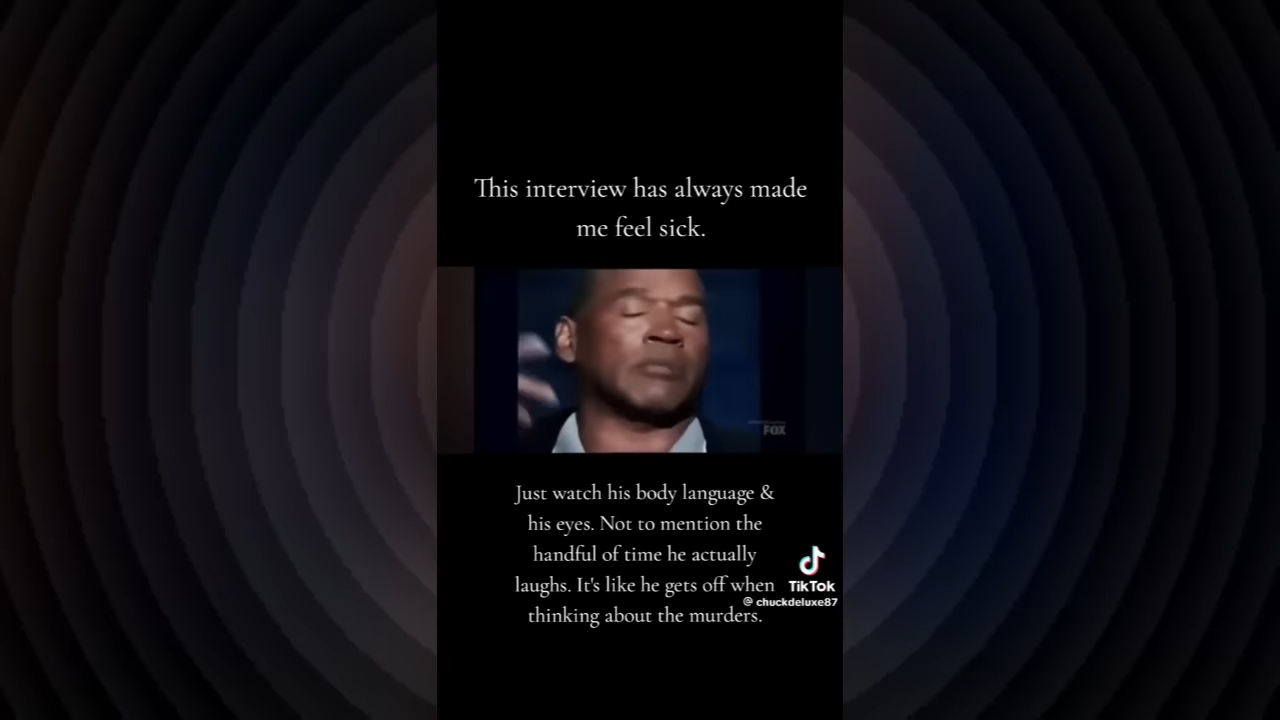 This interview has always made
me feel sick.
FOX
Just watch his body language &
his eyes. Not to mention the
handful of time he actually
laughs. It's like he gets off when
thinking about the murders.
TikTok
@ chuckdeluxe87